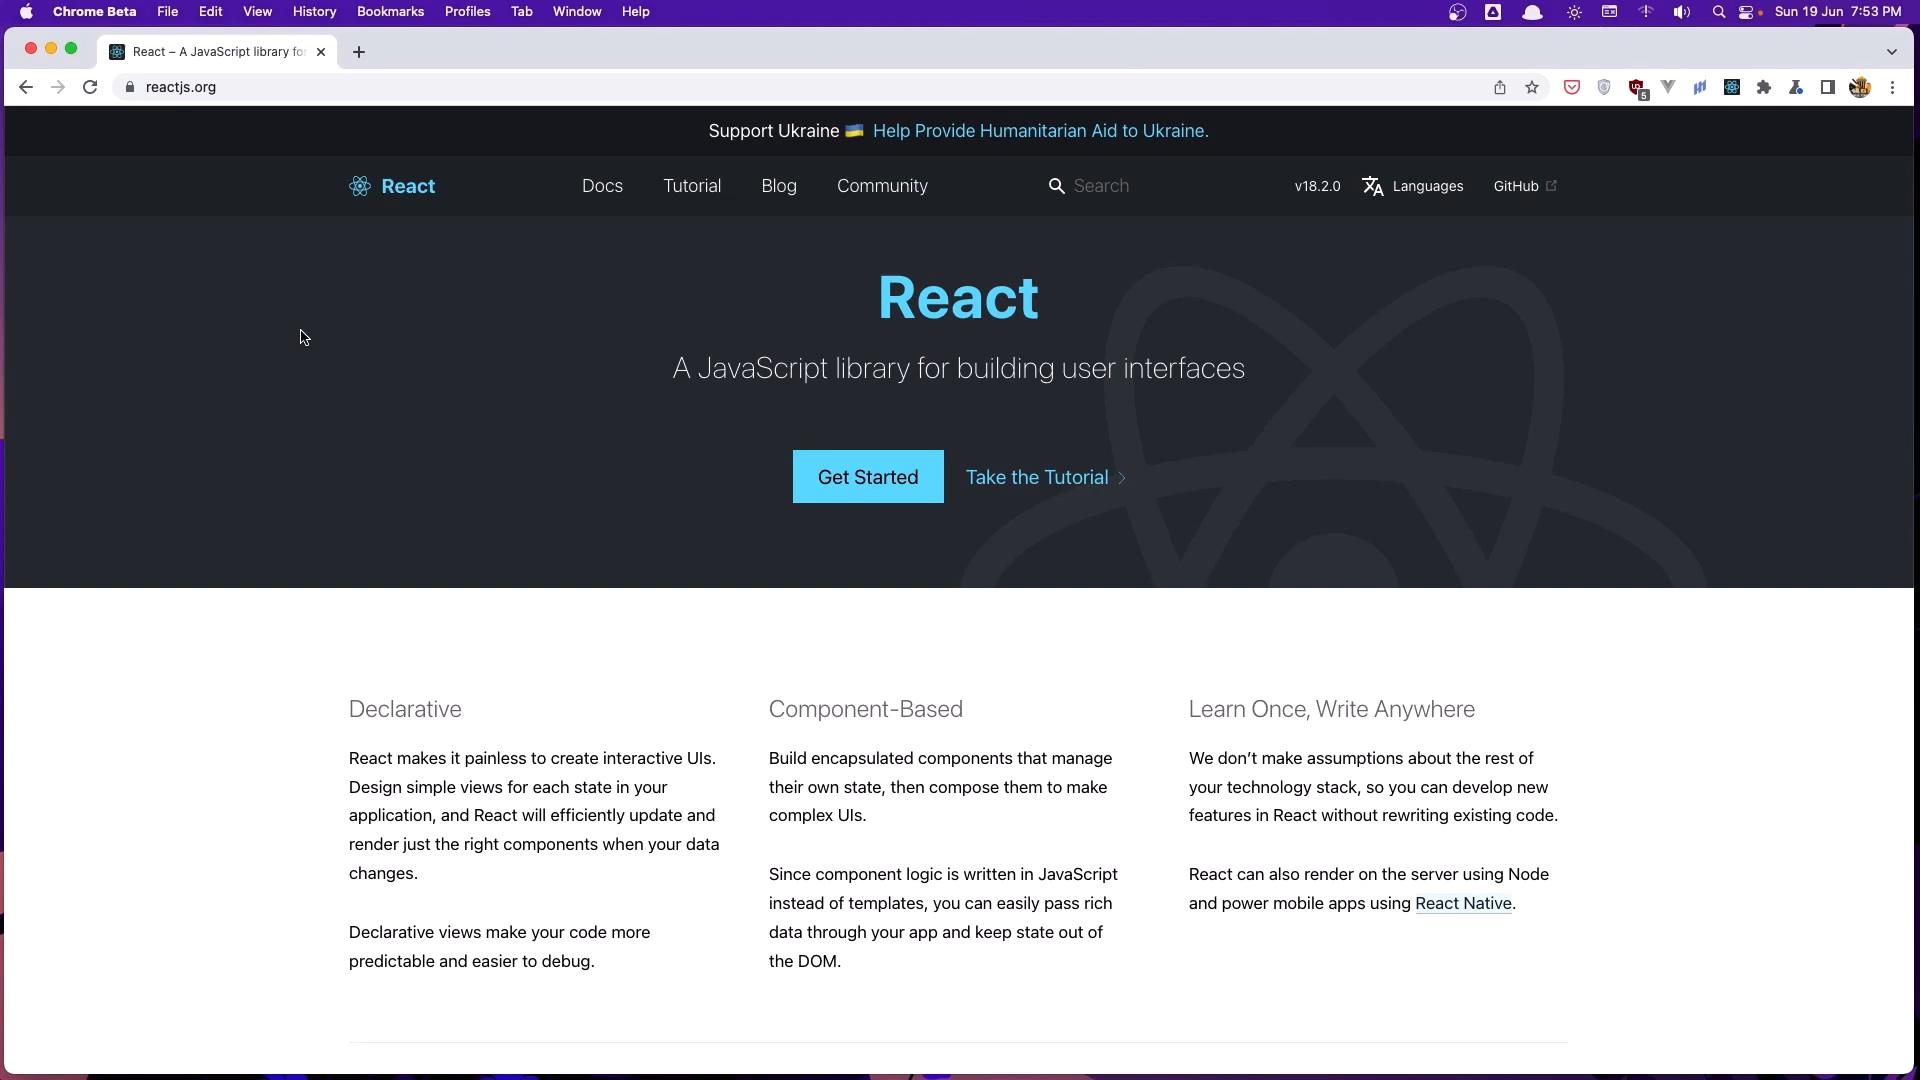 Chrome Beta File Edit View History Bookmarks Profiles Tab Window Help Sun 19 Jun 7:53 PM
React – A JavaScript library for
reactjs.org
5
Support Ukraine 🇺🇦 Help Provide Humanitarian Aid to Ukraine.
React Docs Tutorial Blog Community Search v18.2.0 Languages GitHub
React
A JavaScript library for building user interfaces
Get Started Take the Tutorial
Declarative
React makes it painless to create interactive UIs.
Design simple views for each state in your
application, and React will efficiently update and
render just the right components when your data
changes.
Declarative views make your code more
predictable and easier to debug.
Component-Based
Build encapsulated components that manage
their own state, then compose them to make
complex UIs.
Since component logic is written in JavaScript
instead of templates, you can easily pass rich
data through your app and keep state out of
the DOM.
Learn Once, Write Anywhere
We don’t make assumptions about the rest of
your technology stack, so you can develop new
features in React without rewriting existing code.
React can also render on the server using Node
and power mobile apps using React Native.